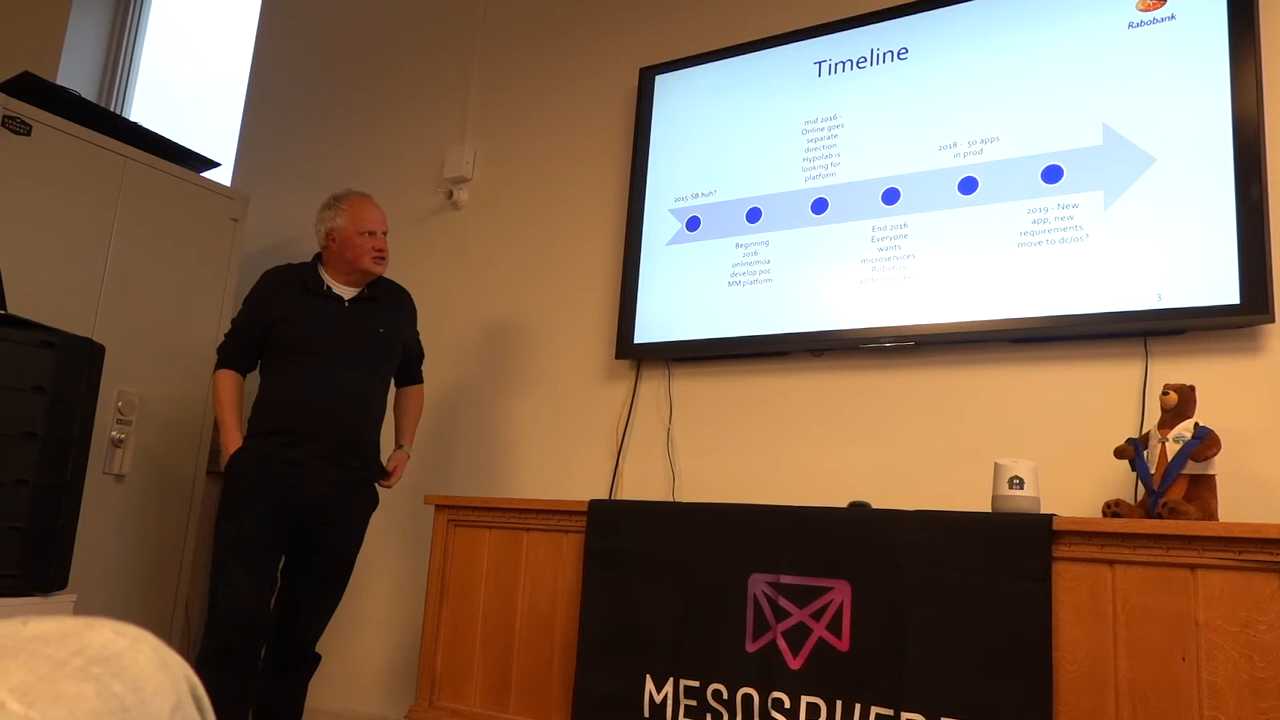 Rabobank
Timeline
mid 2016 -
Online goes
separate
direction
Hypolab is
looking for
platform
2018 - 50 apps
in prod
2015-SB huh?
Beginning
2016-
online/moa
develop poc
MM platform
End 2016
Everyone
wants
microservices
Robotics
2019 - New
app, new
requirements
move to dc/os?
3
MESOSPHERE